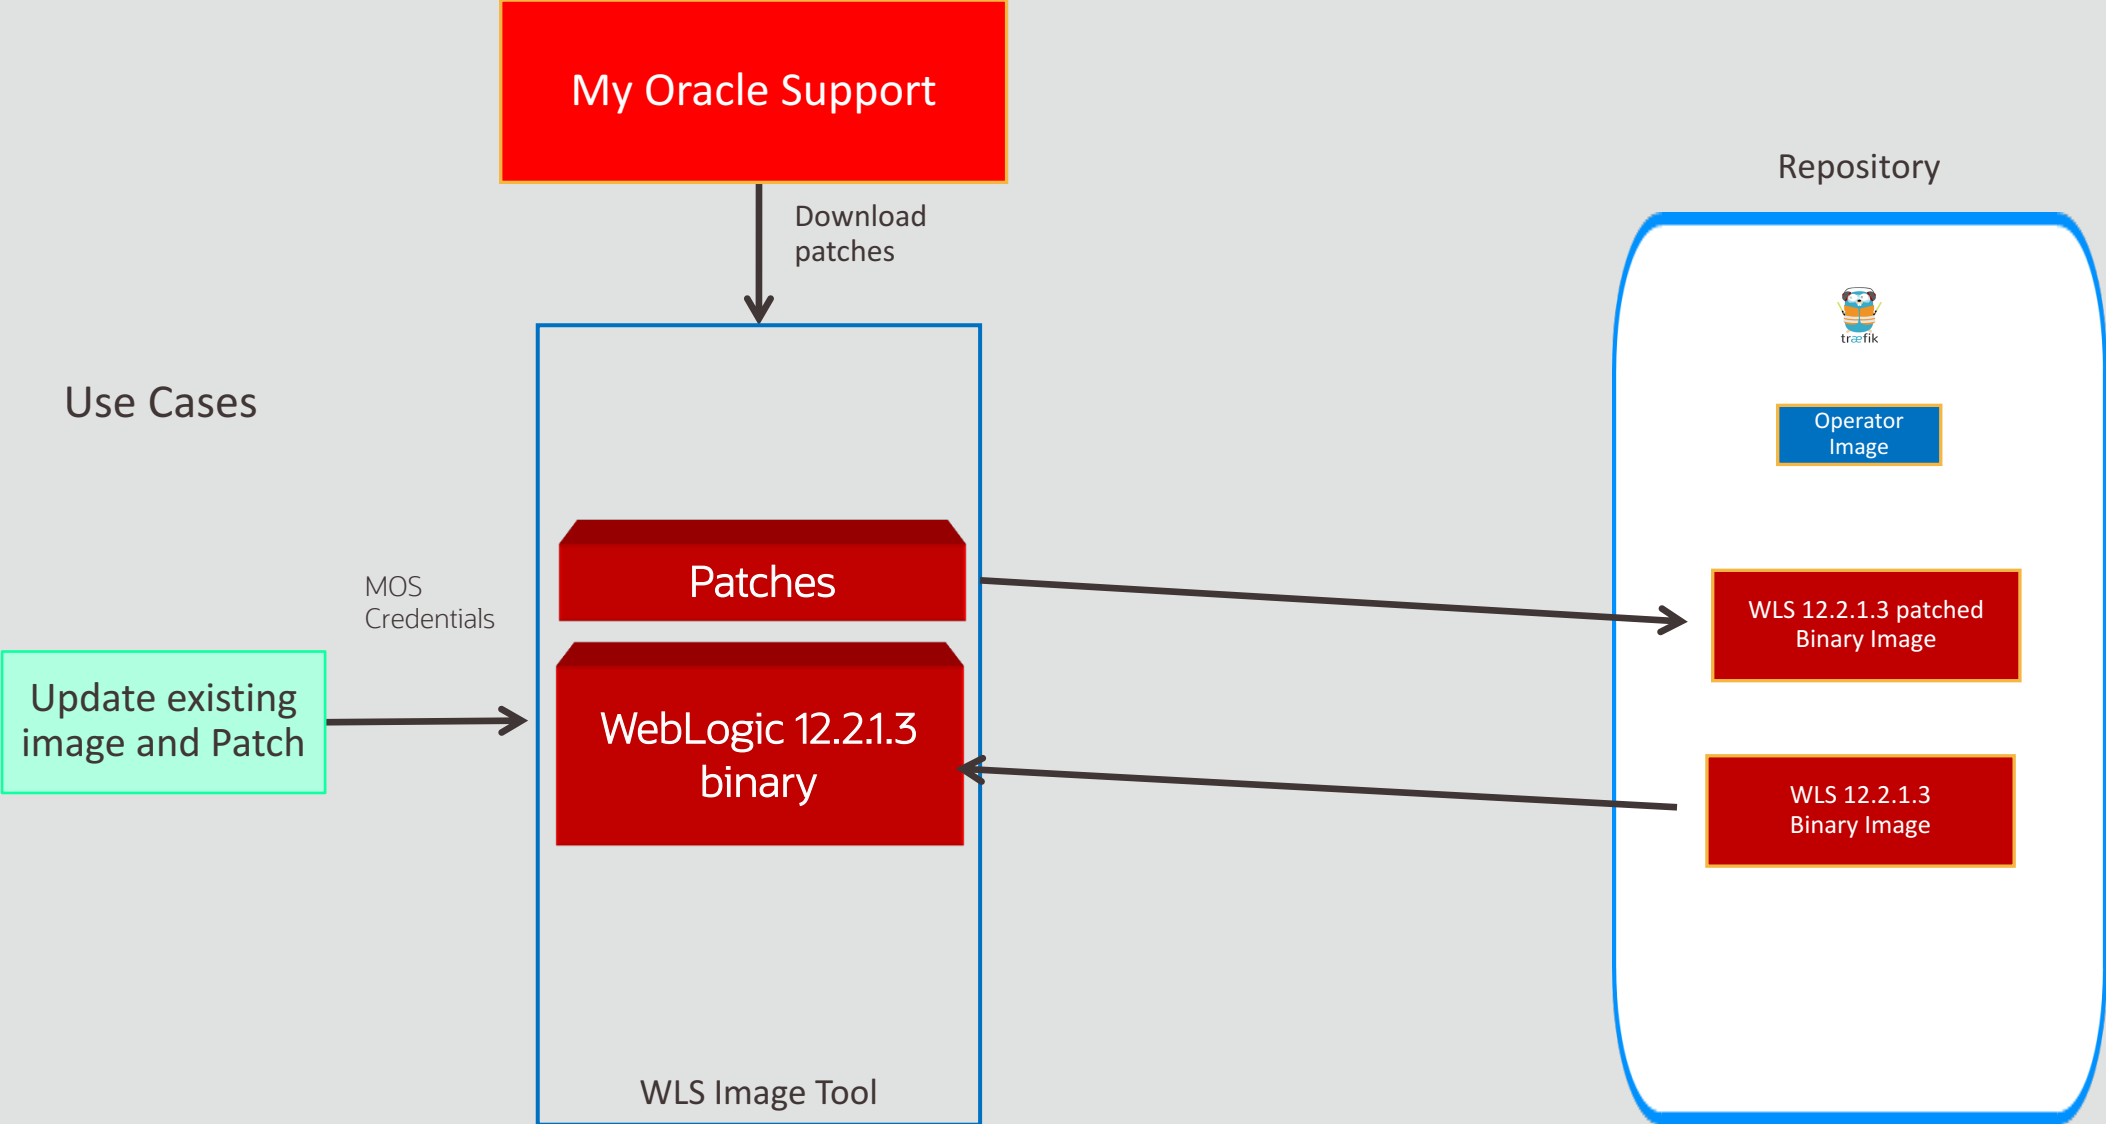 My Oracle Support
Download
patches
Repository
træfik
Use Cases
Operator
Image
Patches
MOS
Credentials
WLS 12.2.1.3 patched
Binary Image
Update existing
image and Patch
WebLogic 12.2.1.3
binary
WLS 12.2.1.3
Binary Image
WLS Image Tool